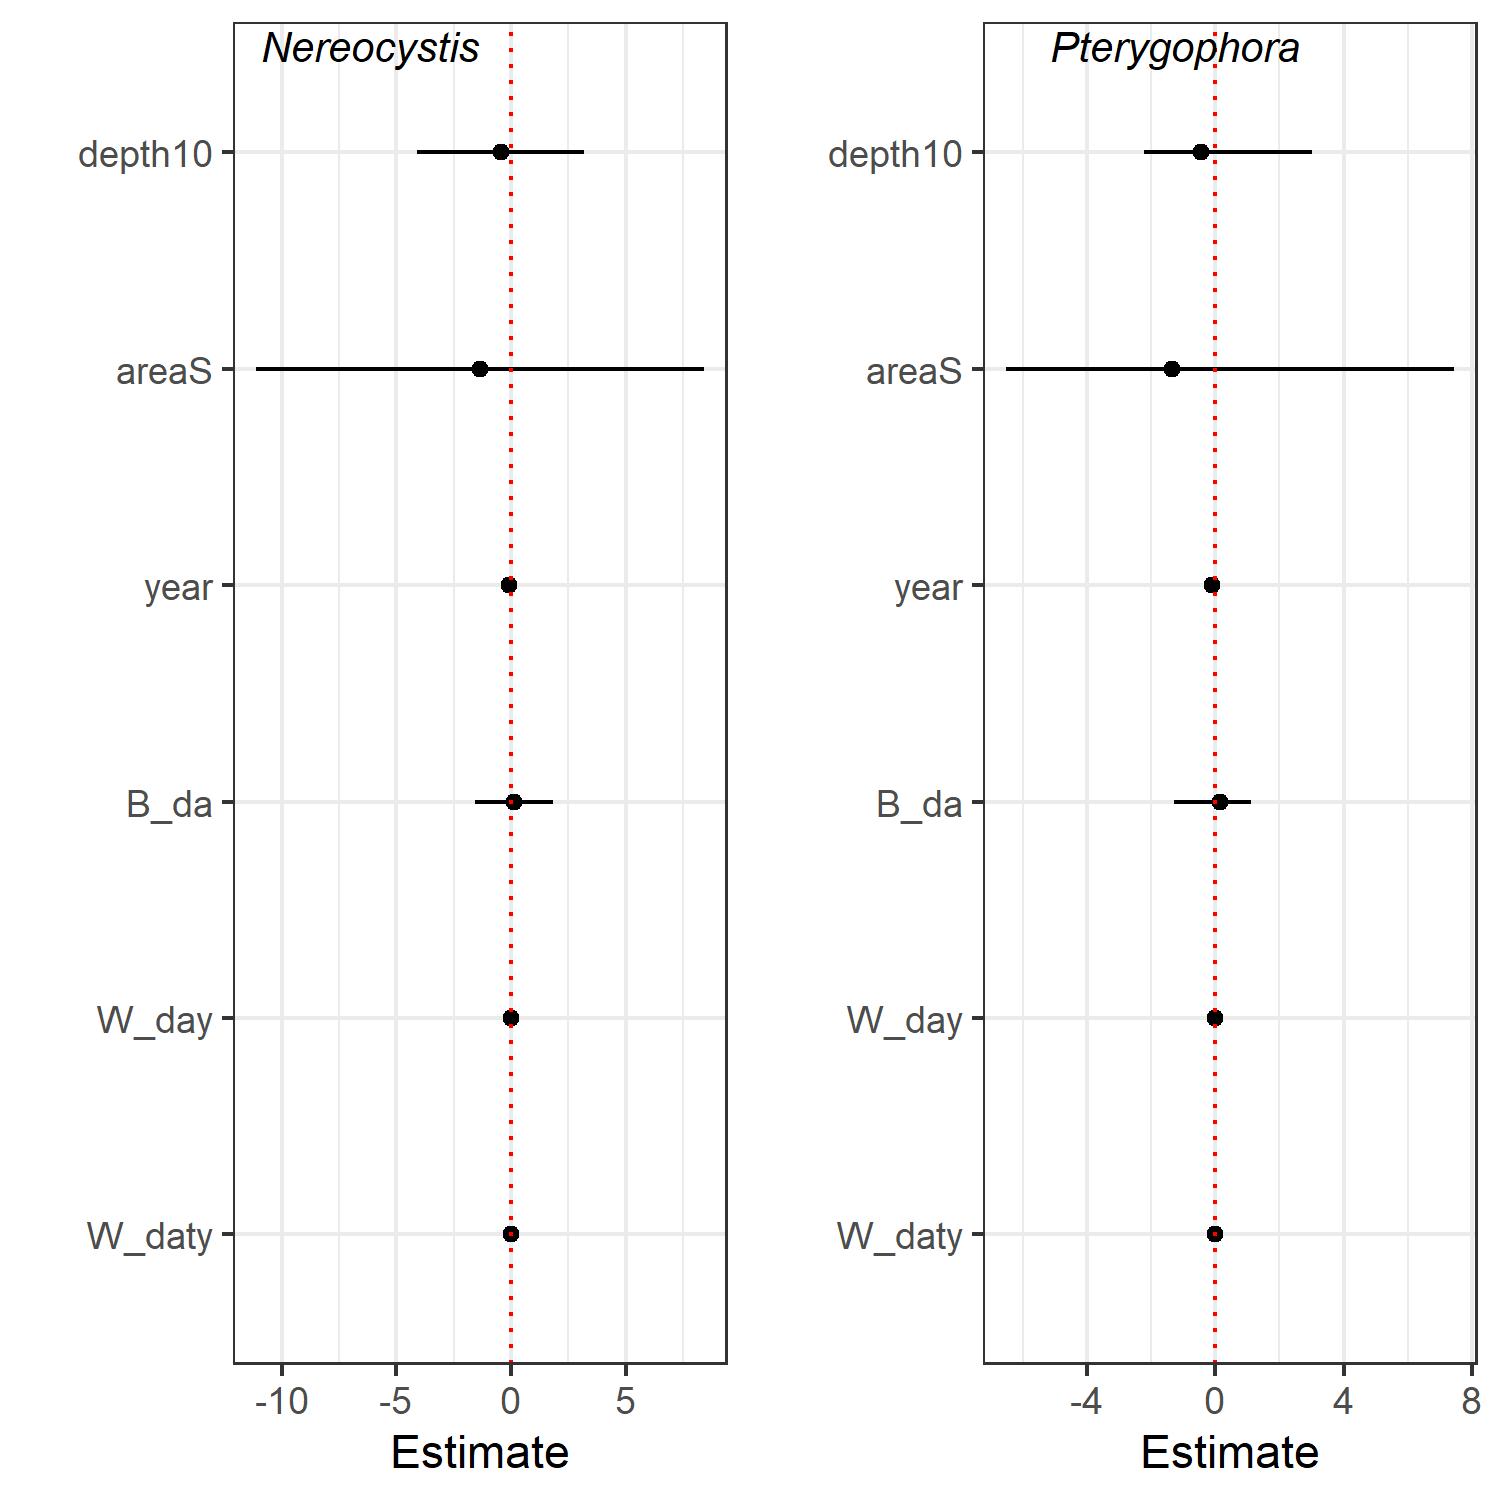 Nereocystis
depth10
areaS
year
B_da
W_day
W_daty
-10 -5 0 5
Estimate
Pterygophora
depth10
areaS
year
B_da
W_day
W_daty
-4 0 4 8
Estimate